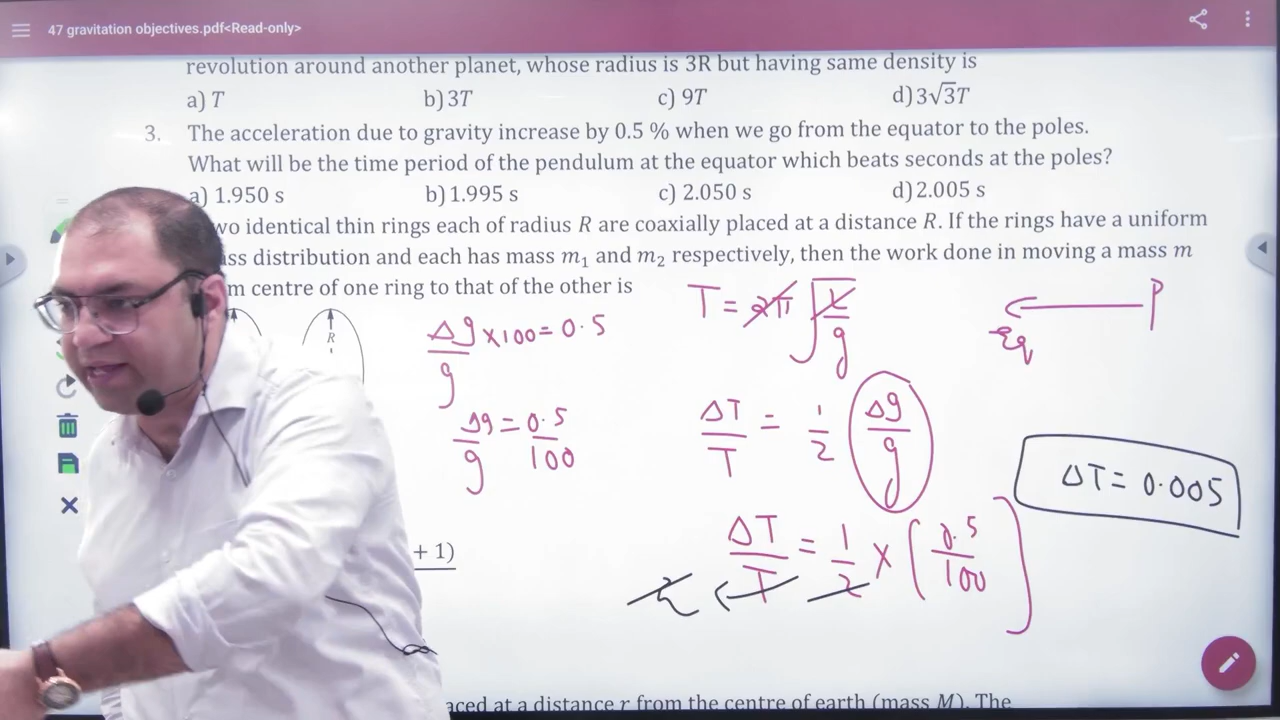 47 gravitation objectives.pdf<Read-only>
revolution around another planet, whose radius is 3R but having same density is
a) T b) 3T c) 9T d) 3√3T
3. The acceleration due to gravity increase by 0.5 % when we go from the equator to the poles.
What will be the time period of the pendulum at the equator which beats seconds at the poles?
a) 1.950 s b) 1.995 s c) 2.050 s d) 2.005 s
wo identical thin rings each of radius R are coaxially placed at a distance R. If the rings have a uniform
ss distribution and each has mass m₁ and m₂ respectively, then the work done in moving a mass m
m centre of one ring to that of the other is
R
Δg/g ×100 = 0.5
Δg/g = 0.5/100
T = 2π √(l/g)
P
Eq
ΔT/T = 1/2 Δg/g
ΔT/T = 1/2 × (0.5/100)
2
ΔT = 0.005
+ 1)
aced at a distance r from the centre of earth (mass M). The